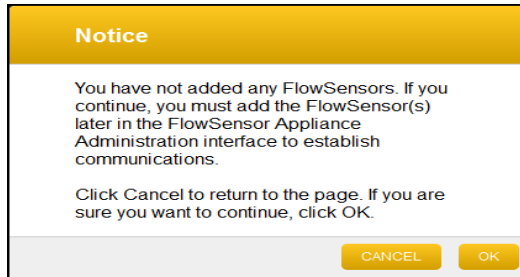 Notice
You have not added any FlowSensors. If you
continue, you must add the FlowSensor(s)
later in the FlowSensor Appliance
Administration interface to establish
communications.
Click Cancel to return to the page. If you are
sure you want to continue, click OK.
CANCEL OK